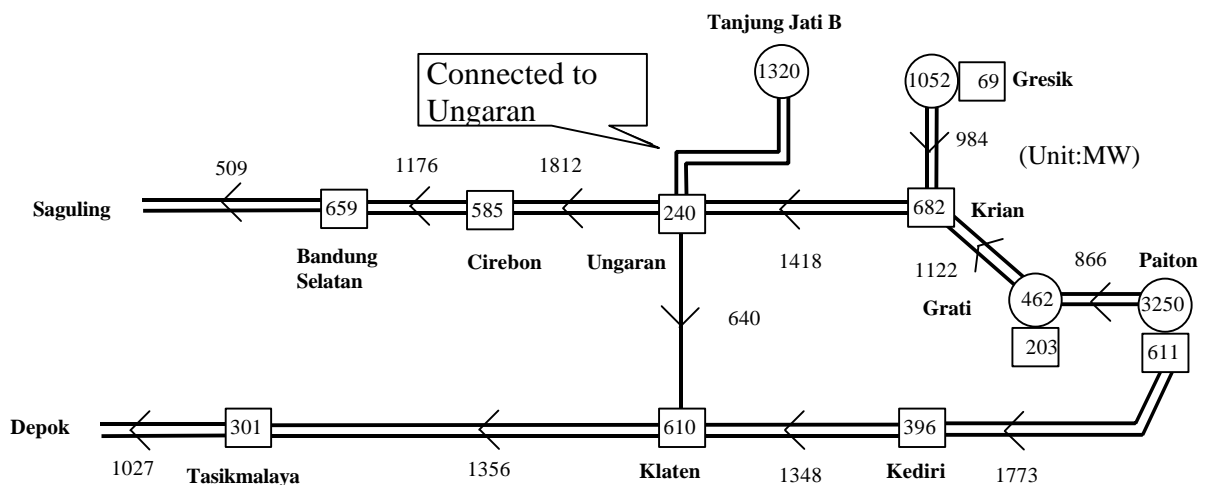 Tanjung Jati B
Connected to
Ungaran
1320
1052
69
Gresik
984
(Unit:MW)
509
1176
1812
Saguling
659
585
240
682
Krian
Bandung
Selatan
Cirebon
Ungaran
1418
1122
866
Paiton
Grati
462
3250
640
203
611
Depok
301
610
396
1027
Tasikmalaya
1356
Klaten
1348
Kediri
1773